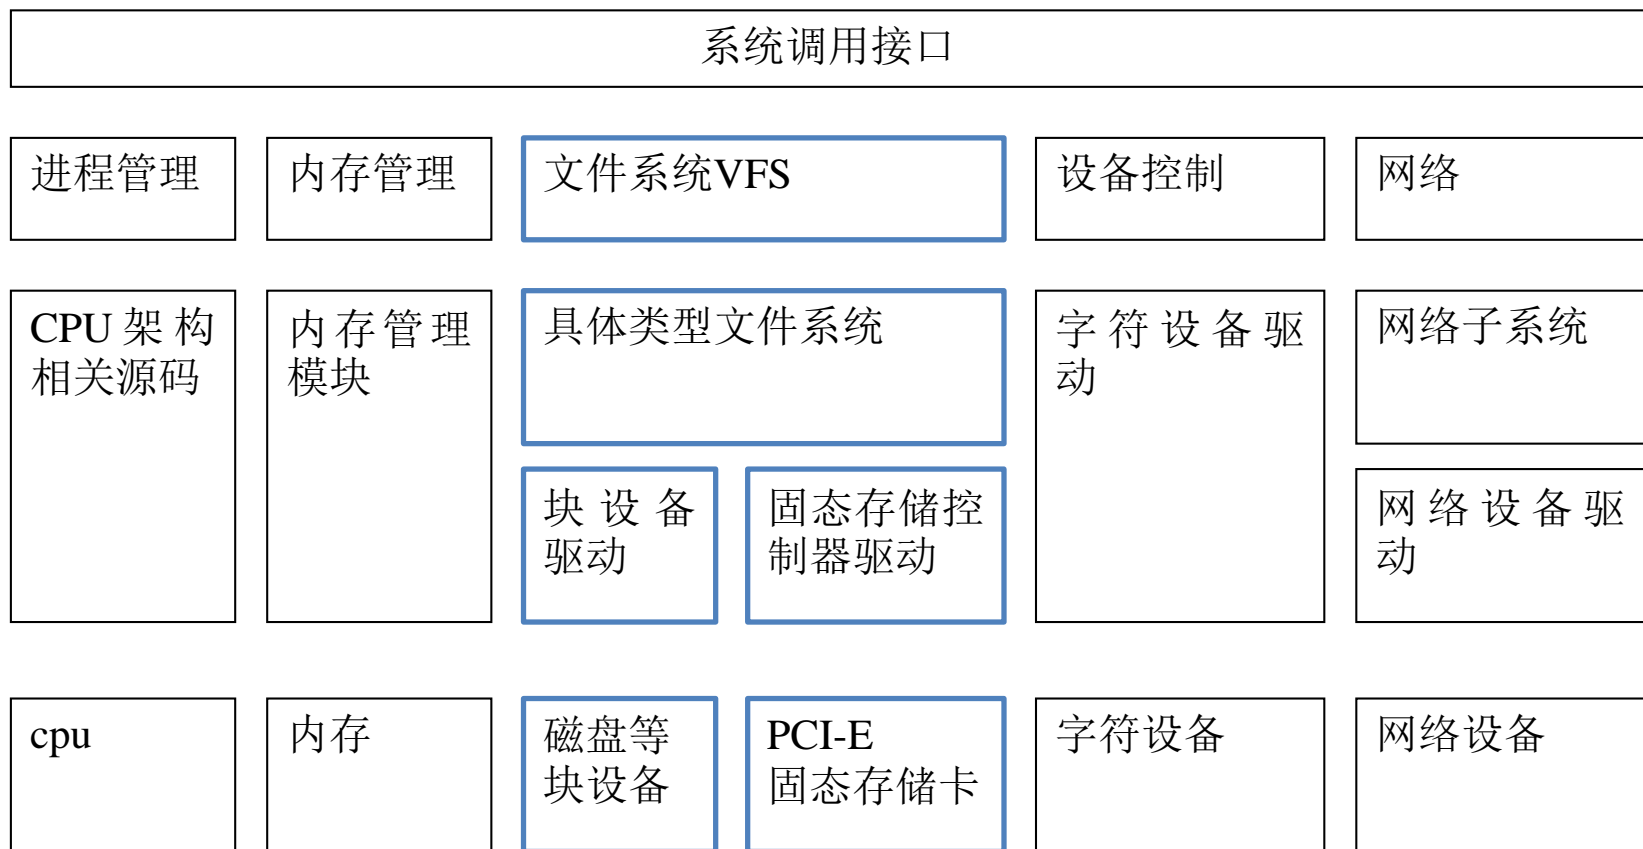 系统调用接口
进程管理
内存管理
文件系统VFS
设备控制
网络
CPU架构
相关源码
内存管理
模块
具体类型文件系统
字符设备驱
动
网络子系统
块设备
驱动
固态存储控
制器驱动
网络设备驱
动
cpu
内存
磁盘等
块设备
PCI-E
固态存储卡
字符设备
网络设备